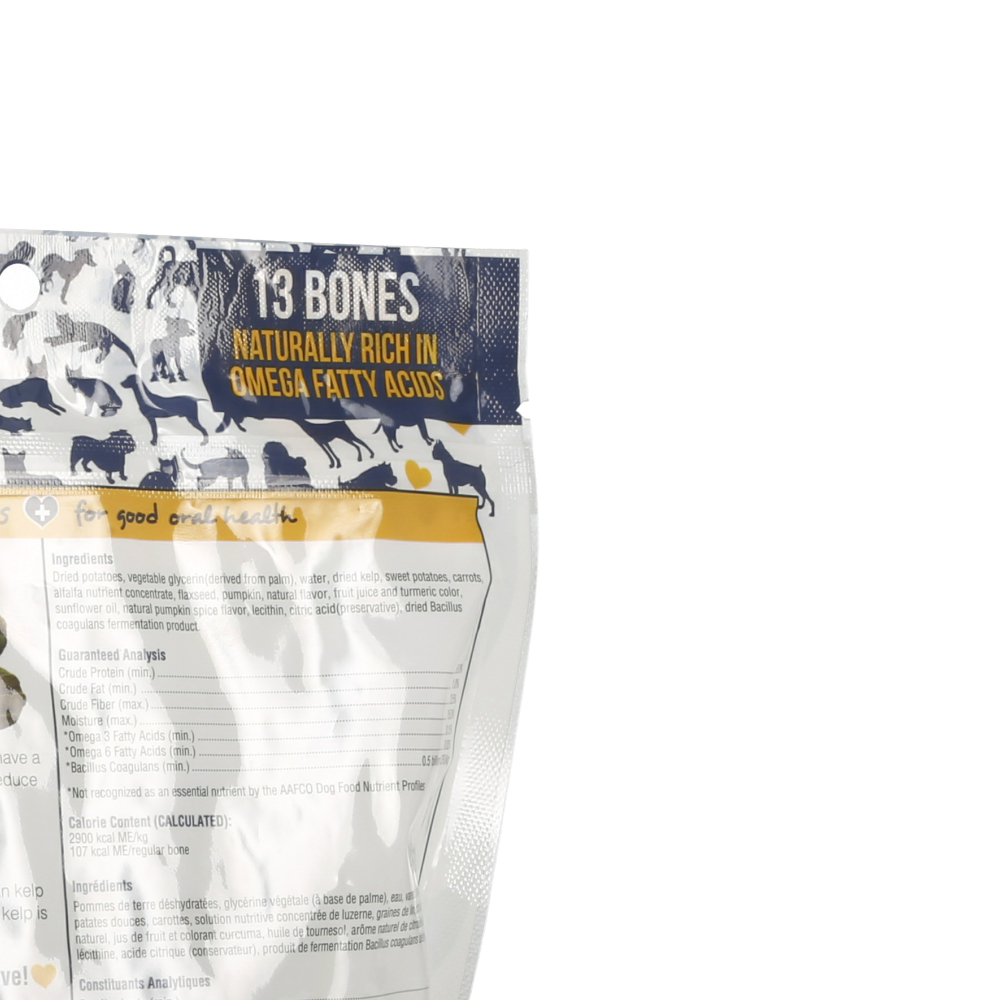 13 BONES
NATURALLY RICH IN
OMEGA FATTY ACIDS
for good oral health
Ingredients
Dried potatoes, vegetable glycerin(derived from palm), water, dried kelp, sweet potatoes, carrots,
alfalfa nutrient concentrate, flaxseed, pumpkin, natural flavor, fruit juice and turmeric color,
sunflower oil, natural pumpkin spice flavor, lecithin, citric acid(preservative), dried Bacillus
coagulans fermentation product.
Guaranteed Analysis
Crude Protein (min.)
Crude Fat (min.)
Crude Fiber (max.)
Moisture (max.)
*Omega 3 Fatty Acids (min.)
*Omega 6 Fatty Acids (min.)
*Bacillus Coagulans (min.) 0.5
*Not recognized as an essential nutrient by the AAFCO Dog Food Nutrient Profiles
have a
educe
Calorie Content (CALCULATED):
2900 kcal ME/kg
107 kcal ME/regular bone
n kelp
kelp is
ve!
Ingrédients
Pommes de terre déshydratées, glycérine végétale (à base de palme), eau,
patates douces, carottes, solution nutritive concentrée de luzerne, graines de
naturel, jus de fruit et colorant curcuma, huile de tournesol, arôme naturel de
lécithine, acide citrique (conservateur), produit de fermentation Bacillus coagulans
Constituants Analytiques